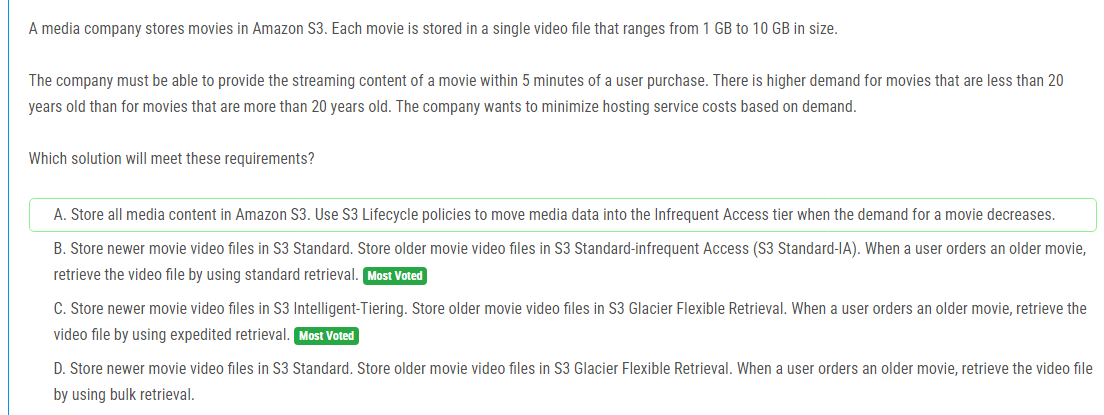 A media company stores movies in Amazon S3. Each movie is stored in a single video file that ranges from 1 GB to 10 GB in size.
The company must be able to provide the streaming content of a movie within 5 minutes of a user purchase. There is higher demand for movies that are less than 20
years old than for movies that are more than 20 years old. The company wants to minimize hosting service costs based on demand.
Which solution will meet these requirements?
A. Store all media content in Amazon S3. Use S3 Lifecycle policies to move media data into the Infrequent Access tier when the demand for a movie decreases.
B. Store newer movie video files in S3 Standard. Store older movie video files in S3 Standard-infrequent Access (S3 Standard-IA). When a user orders an older movie,
retrieve the video file by using standard retrieval. Most Voted
C. Store newer movie video files in S3 Intelligent-Tiering. Store older movie video files in S3 Glacier Flexible Retrieval. When a user orders an older movie, retrieve the
video file by using expedited retrieval. Most Voted
D. Store newer movie video files in S3 Standard. Store older movie video files in S3 Glacier Flexible Retrieval. When a user orders an older movie, retrieve the video file
by using bulk retrieval.